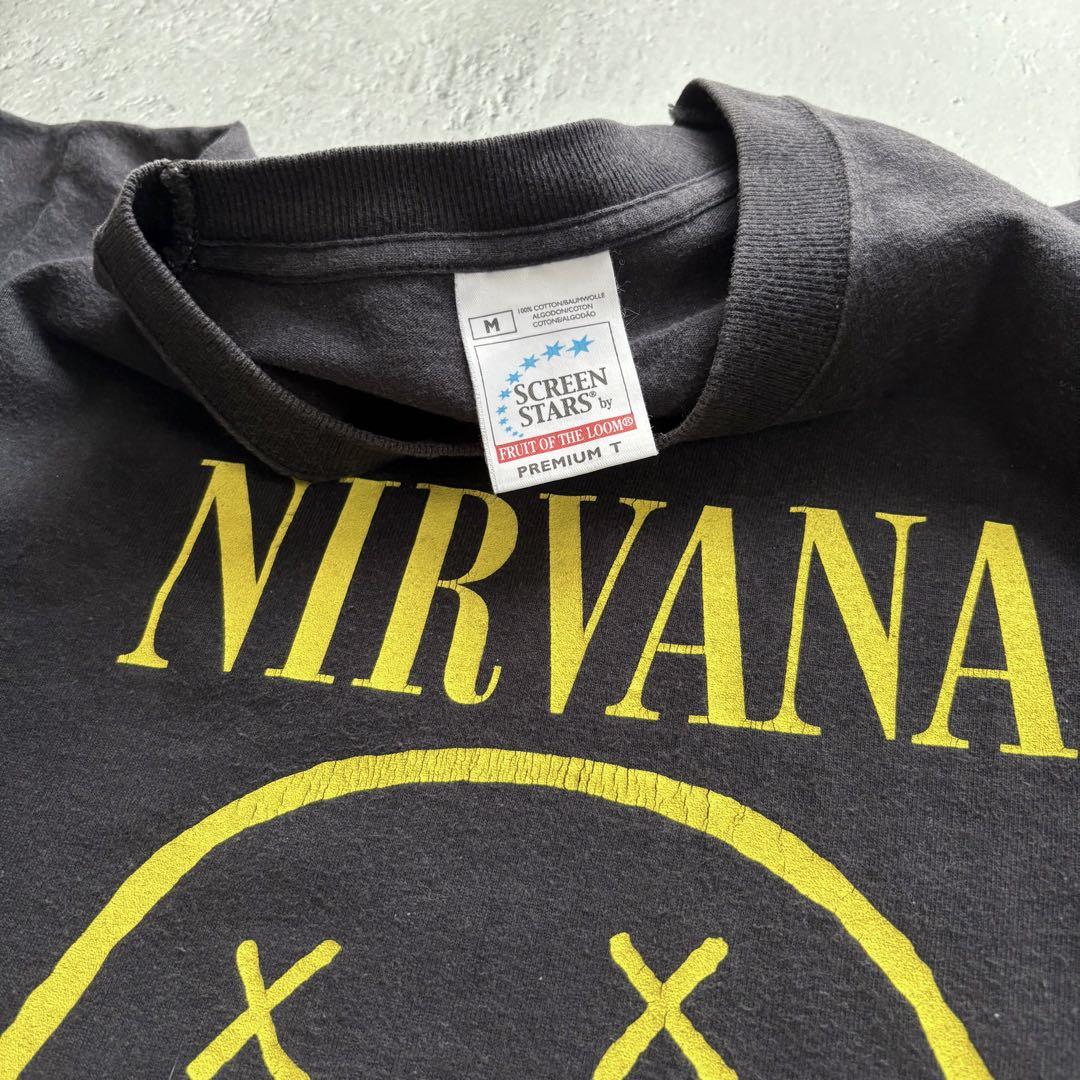 M
100% COTTON/BAUMWOLLE
ALGODON/COTON
COTONE/ALGODÃO
SCREEN
STARS® by
FRUIT OF THE LOOM®
PREMIUM T
NIRVANA